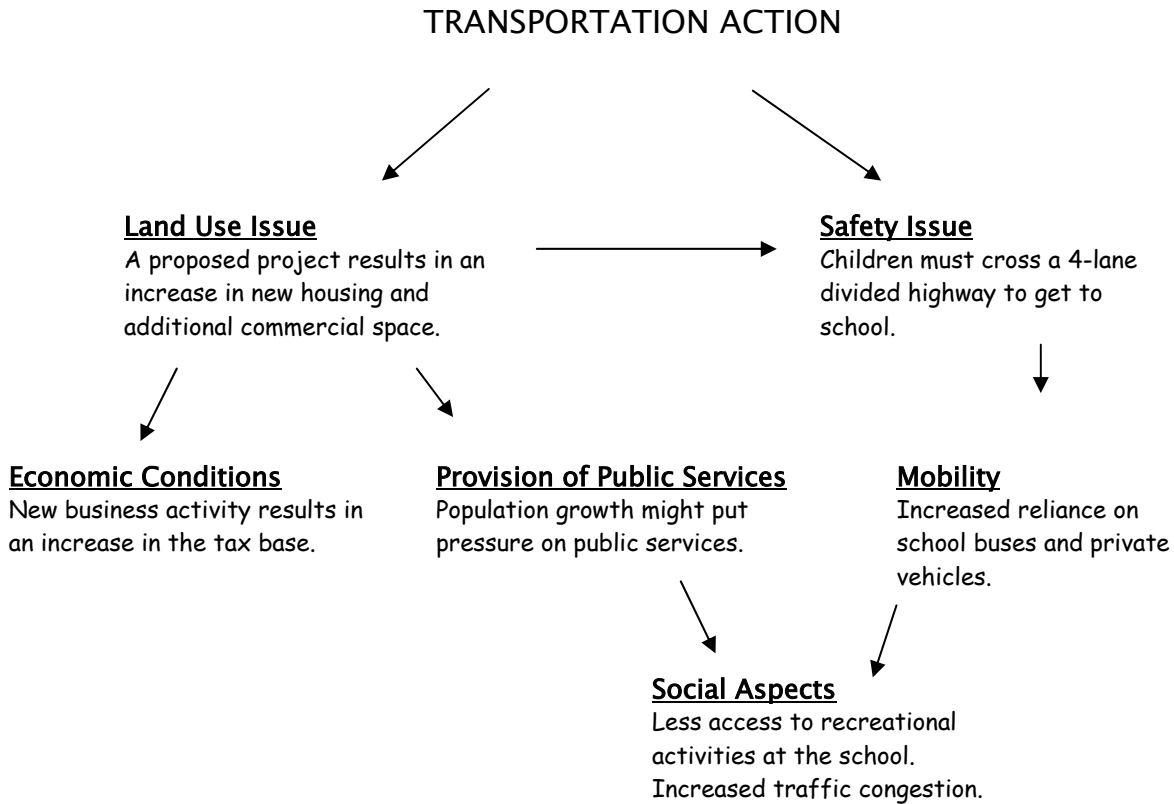 TRANSPORTATION ACTION
Land Use Issue
A proposed project results in an
increase in new housing and
additional commercial space.
Safety Issue
Children must cross a 4-lane
divided highway to get to
school.
Economic Conditions
New business activity results in
an increase in the tax base.
Provision of Public Services
Population growth might put
pressure on public services.
Mobility
Increased reliance on
school buses and private
vehicles.
Social Aspects
Less access to recreational
activities at the school.
Increased traffic congestion.